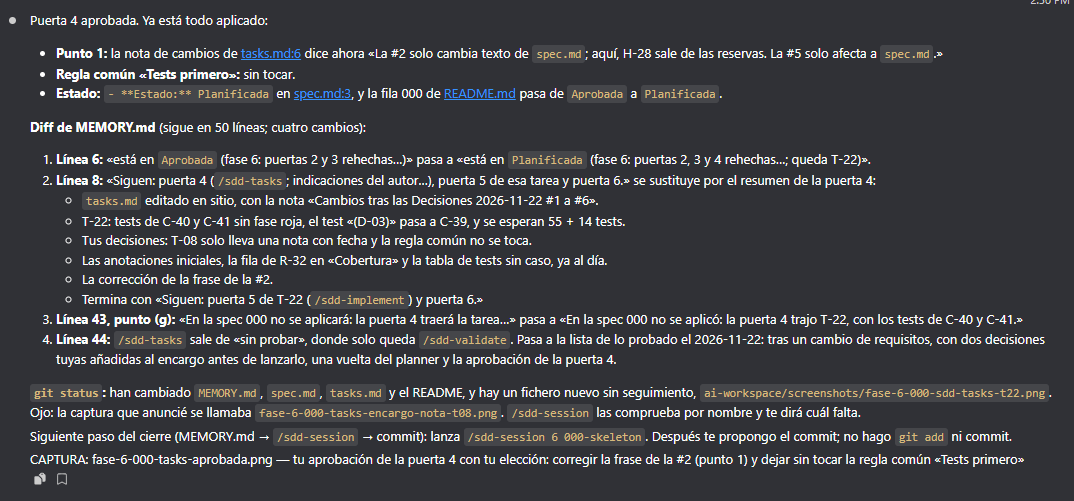 2:50 PM
Puerta 4 aprobada. Ya está todo aplicado:
Punto 1: la nota de cambios de tasks.md:6 dice ahora «La #2 solo cambia texto de spec.md; aquí, H-28 sale de las reservas. La #5 solo afecta a spec.md.»
Regla común «Tests primero»: sin tocar.
Estado: - **Estado:** Planificada en spec.md:3, y la fila 000 de README.md pasa de Aprobada a Planificada.
Diff de MEMORY.md (sigue en 50 líneas; cuatro cambios):
1. Línea 6: «está en Aprobada (fase 6: puertas 2 y 3 rehechas...)» pasa a «está en Planificada (fase 6: puertas 2, 3 y 4 rehechas...; queda T-22)».
2. Línea 8: «Siguen: puerta 4 (/sdd-tasks; indicaciones del autor...), puerta 5 de esa tarea y puerta 6.» se sustituye por el resumen de la puerta 4:
tasks.md editado en sitio, con la nota «Cambios tras las Decisiones 2026-11-22 #1 a #6».
T-22: tests de C-40 y C-41 sin fase roja, el test «(D-03)» pasa a C-39, y se esperan 55 + 14 tests.
Tus decisiones: T-08 solo lleva una nota con fecha y la regla común no se toca.
Las anotaciones iniciales, la fila de R-32 en «Cobertura» y la tabla de tests sin caso, ya al día.
La corrección de la frase de la #2.
Termina con «Siguen: puerta 5 de T-22 (/sdd-implement) y puerta 6.»
3. Línea 43, punto (g): «En la spec 000 no se aplicará: la puerta 4 traerá la tarea...» pasa a «En la spec 000 no se aplicó: la puerta 4 trajo T-22, con los tests de C-40 y C-41.»
4. Línea 44: /sdd-tasks sale de «sin probar», donde solo queda /sdd-validate. Pasa a la lista de lo probado el 2026-11-22: tras un cambio de requisitos, con dos decisiones
tuyas añadidas al encargo antes de lanzarlo, una vuelta del planner y la aprobación de la puerta 4.
git status: han cambiado MEMORY.md, spec.md, tasks.md y el README, y hay un fichero nuevo sin seguimiento, ai-workspace/screenshots/fase-6-000-sdd-tasks-t22.png.
Ojo: la captura que anuncié se llamaba fase-6-000-tasks-encargo-nota-t08.png. /sdd-session las comprueba por nombre y te dirá cuál falta.
Siguiente paso del cierre (MEMORY.md → /sdd-session → commit): lanza /sdd-session 6 000-skeleton. Después te propongo el commit; no hago git add ni commit.
CAPTURA: fase-6-000-tasks-aprobada.png — tu aprobación de la puerta 4 con tu elección: corregir la frase de la #2 (punto 1) y dejar sin tocar la regla común «Tests primero»